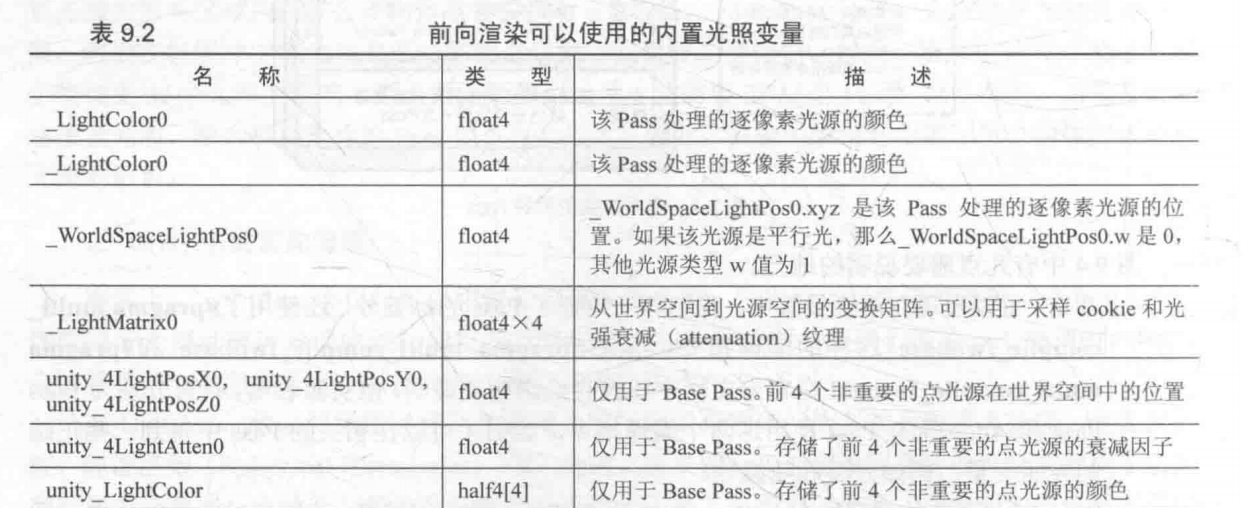 表 9.2 前向渲染可以使用的内置光照变量
名 称 类 型 描 述
_LightColor0 float4 该 Pass 处理的逐像素光源的颜色
_LightColor0 float4 该 Pass 处理的逐像素光源的颜色
_WorldSpaceLightPos0.xyz 是该 Pass 处理的逐像素光源的位
_WorldSpaceLightPos0 float4 置。如果该光源是平行光，那么_WorldSpaceLightPos0.w 是 0，
其他光源类型 w 值为 1
_LightMatrix0 float4×4 从世界空间到光源空间的变换矩阵。可以用于采样 cookie 和光
强衰减（attenuation）纹理
unity_4LightPosX0, unity_4LightPosY0,
unity_4LightPosZ0 float4 仅用于 Base Pass。前 4 个非重要的点光源在世界空间中的位置
unity_4LightAtten0 float4 仅用于 Base Pass。存储了前 4 个非重要的点光源的衰减因子
unity_LightColor half4[4] 仅用于 Base Pass。存储了前 4 个非重要的点光源的颜色